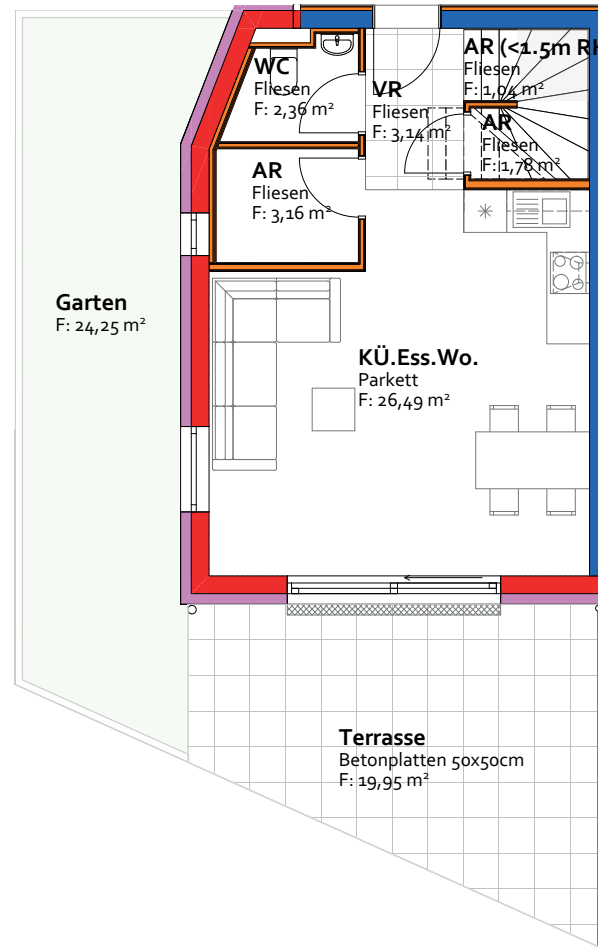 AR (<1.5m RH
Fliesen
F: 1,04 m²
WC
Fliesen
F: 2,36 m²
VR
Fliesen
F: 3,14 m²
AR
Fliesen
F: 1,78 m²
AR
Fliesen
F: 3,16 m²
Garten
F: 24,25 m²
KÜ.Ess.Wo.
Parkett
F: 26,49 m²
Terrasse
Betonplatten 50x50cm
F: 19,95 m²